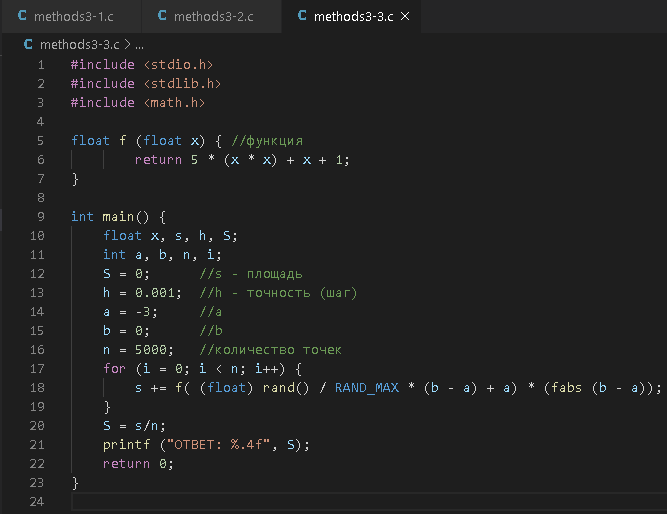 methods3-1.c methods3-2.c methods3-3.c ×
methods3-3.c > ...
1 #include <stdio.h>
2 #include <stdlib.h>
3 #include <math.h>
4
5 float f (float x) { //функция
6 return 5 * (x * x) + x + 1;
7 }
8
9 int main() {
10 float x, s, h, S;
11 int a, b, n, i;
12 S = 0; //s - площадь
13 h = 0.001; //h - точность (шаг)
14 a = -3; //a
15 b = 0; //b
16 n = 5000; //количество точек
17 for (i = 0; i < n; i++) {
18 s += f( (float) rand() / RAND_MAX * (b - a) + a) * (fabs (b - a));
19 }
20 S = s/n;
21 printf ("ОТВЕТ: %.4f", S);
22 return 0;
23 }
24